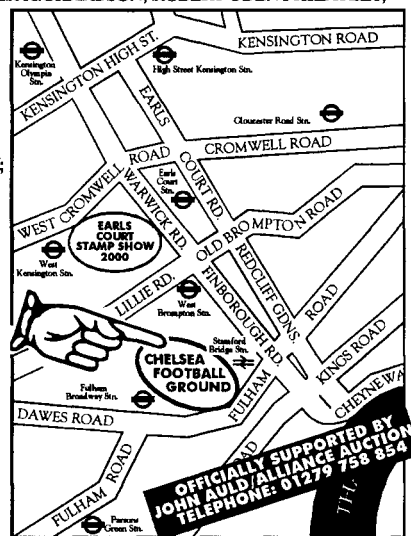 KENSINGTON ROAD
Kensington
Olympia
Stn.
KENSINGTON HIGH ST.
High Street Kensington Stn.
EARLS
COURT RD.
Gloucester Road Stn.
CROMWELL ROAD
WEST CROMWELL ROAD
WARWICK RD.
Earls
Court
Stn.
EARLS
COURT
STAMP SHOW
2000
OLD BROMPTON ROAD
West
Kensington Stn.
LILLIE RD.
West
Brompton Stn.
FINBOROUGH RD.
REDCLIFF GDNS.
FULHAM ROAD
Stamford
Bridge Stn.
CHELSEA
FOOTBALL
GROUND
KINGS ROAD
CHEYNE WA
Fulham
Broadway Stn.
DAWES ROAD
FULHAM ROAD
Parsons
Green Stn.
AD
OFFICIALLY SUPPORTED BY
JOHN AULD/ALLIANCE AUCTION
TELEPHONE: 01279 758 854